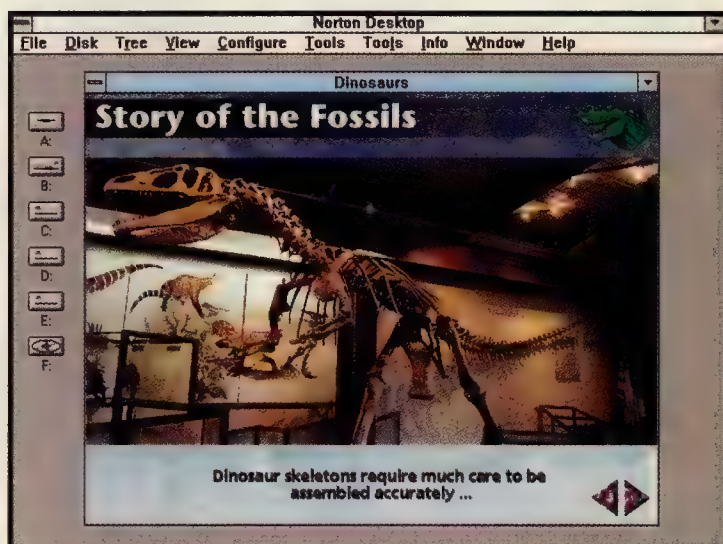 Norton Desktop
File Disk Tree View Configure Tools Tools Info Window Help
Dinosaurs
Story of the Fossils
A:
B:
C:
D:
E:
F:
Dinosaur skeletons require much care to be
assembled accurately ...